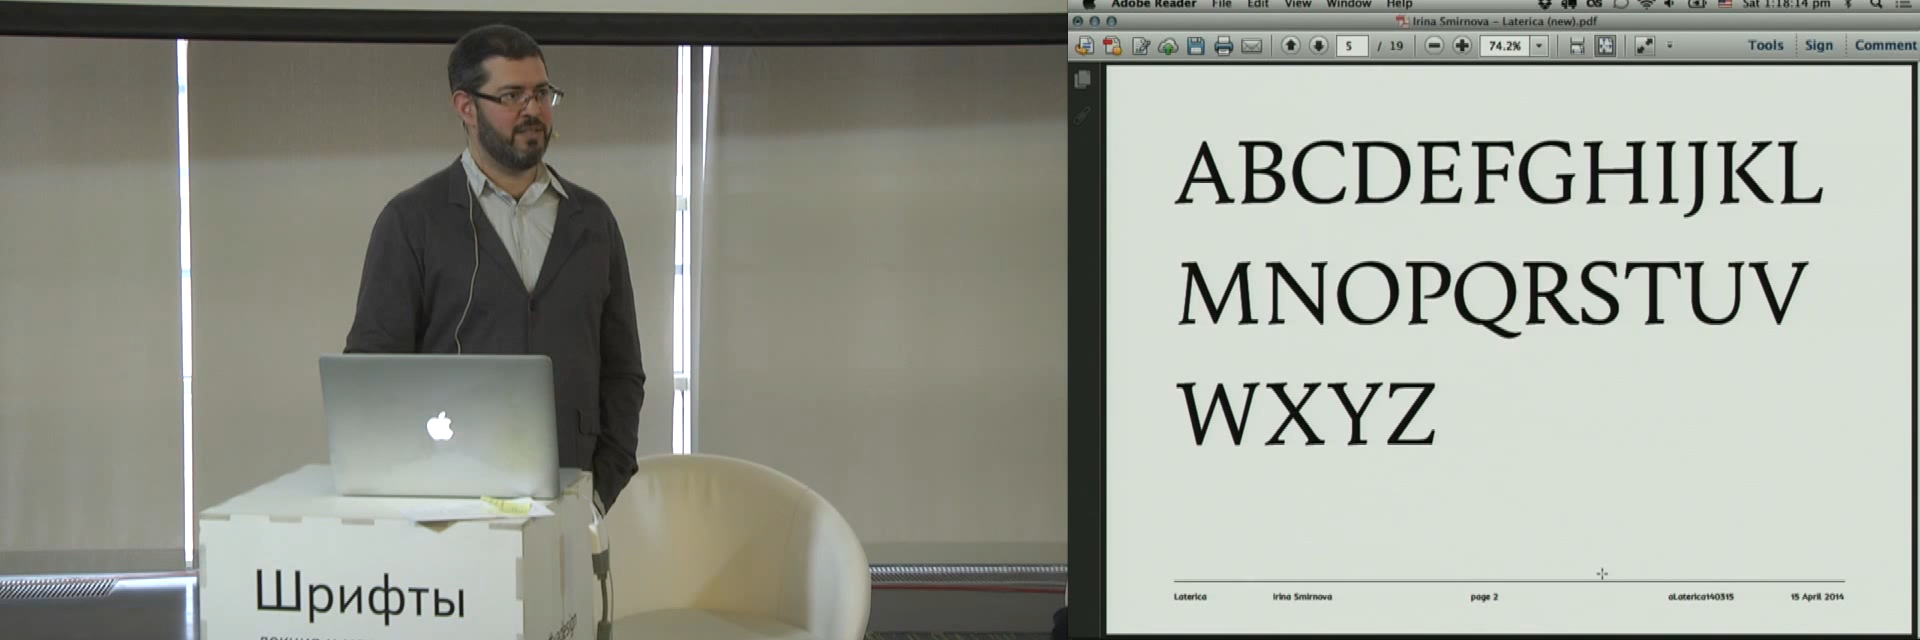 Шрифты
Adobe Reader File Edit View Window Help
Sat 1:18:14 pm
Irina Smirnova – Laterica (new).pdf
5 / 19
74.2%
Tools Sign Comment
ABCDEFGHIJKL
MNOPQRSTUV
WXYZ
Laterica Irina Smirnova page 2 aLaterica140315 15 April 2014